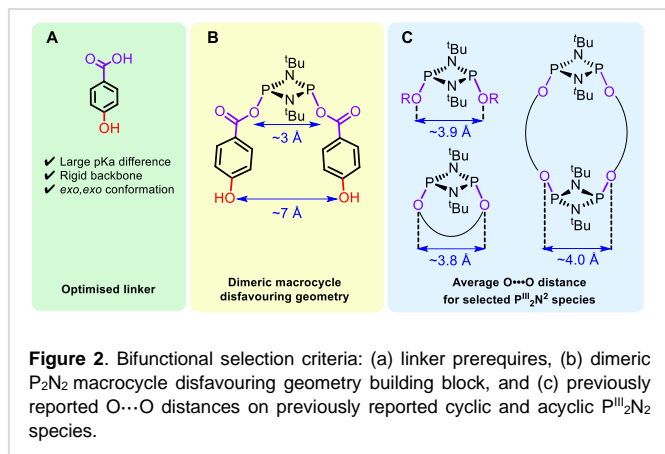 A
OH
O
OH
✔ Large pKa difference
✔ Rigid backbone
✔ exo,exo conformation
Optimised linker
B
tBu
N
P P
N
tBu
O O
O O
~3 Å
HO OH
~7 Å
Dimeric macrocycle
disfavouring geometry
C
tBu
N
P P
N
tBu
RO OR
~3.9 Å
tBu
N
P P
N
tBu
O O
~3.8 Å
tBu
N
P P
N
tBu
O O
O O
tBu
N
P P
N
tBu
~4.0 Å
Average O•••O distance
for selected PIII2N2 species
Figure 2. Bifunctional selection criteria: (a) linker prerequires, (b) dimeric
P2N2 macrocycle disfavouring geometry building block, and (c) previously
reported O···O distances on previously reported cyclic and acyclic PIII2N2
species.